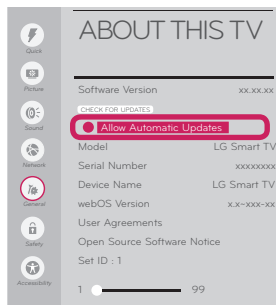 ABOUT THIS TV
Quick
Picture
Sound
Network
General
Safety
Accessibility
Software Version xx.xx.xx
CHECK FOR UPDATES
Allow Automatic Updates
Model LG Smart TV
Serial Number xxxxxxxx
Device Name LG Smart TV
webOS Version x.x~xxx-xx
User Agreements
Open Source Software Notice
Set ID : 1
1 99